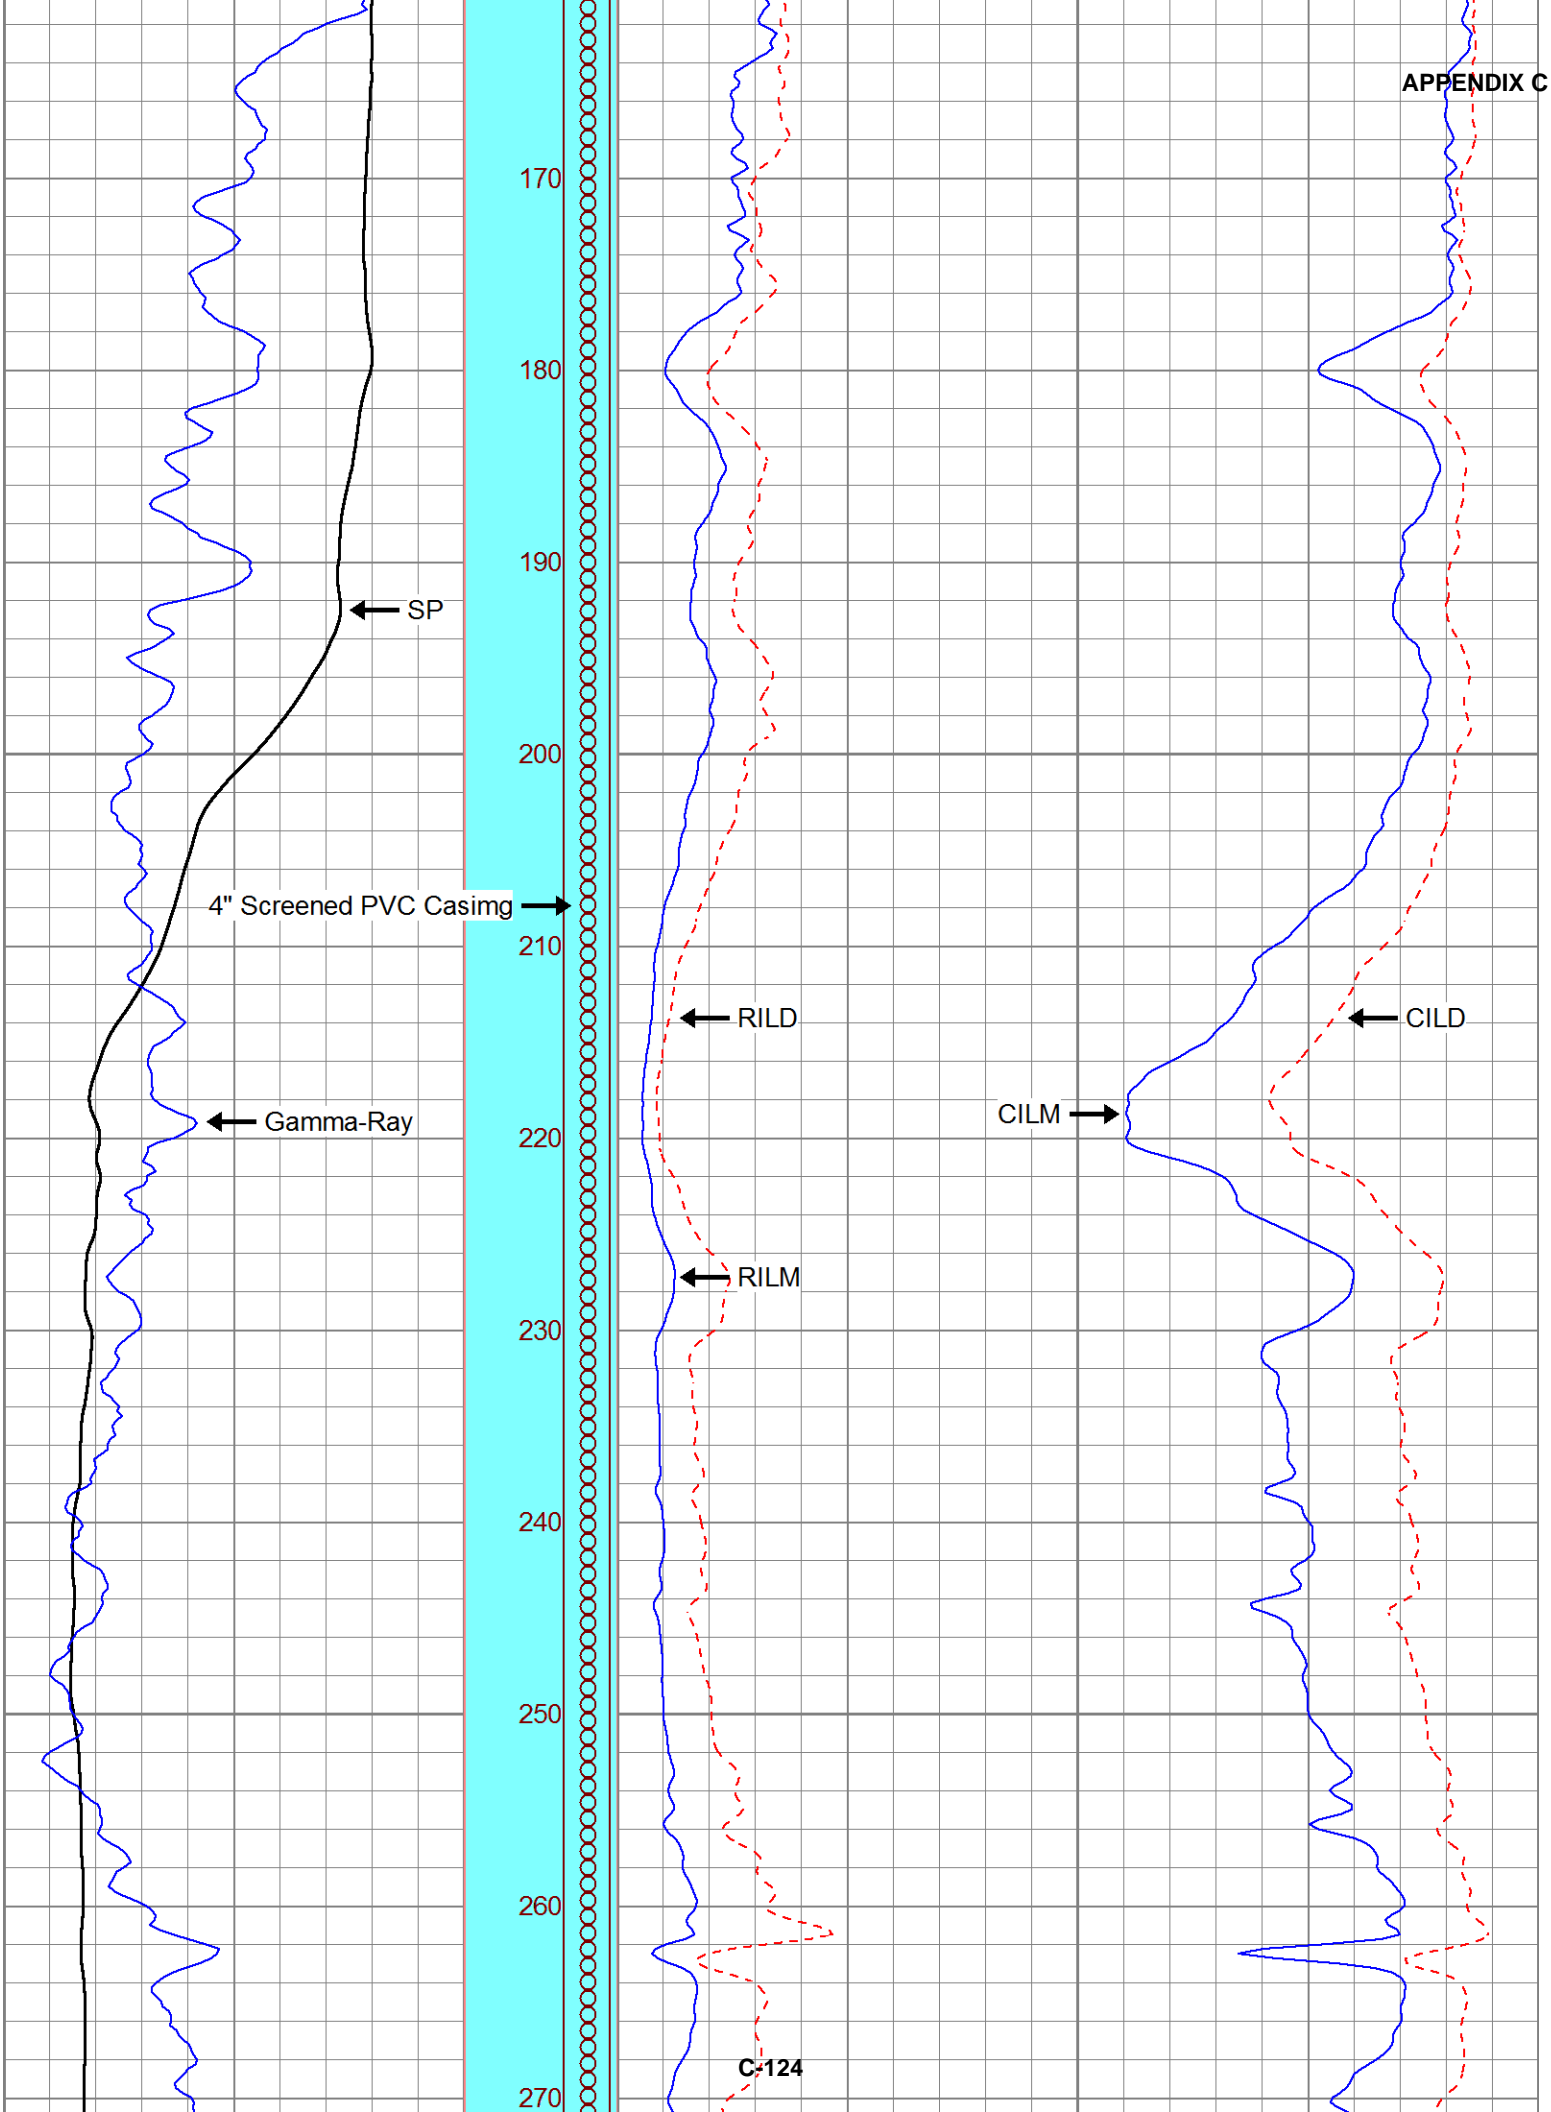 APPENDIX C
170
180
190
SP
200
4" Screened PVC Casimg
210
RILD
CILD
CILM
Gamma-Ray
220
RILM
230
240
250
260
C-124
270